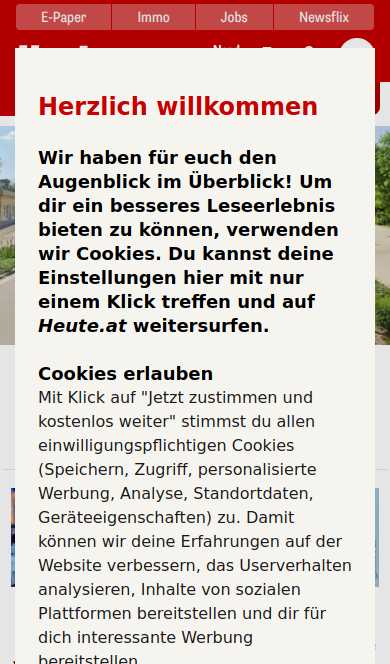 E-Paper Immo Jobs Newsflix
Herzlich willkommen
Wir haben für euch den
Augenblick im Überblick! Um
dir ein besseres Leseerlebnis
bieten zu können, verwenden
wir Cookies. Du kannst deine
Einstellungen hier mit nur
einem Klick treffen und auf
Heute.at weitersurfen.
Cookies erlauben
Mit Klick auf "Jetzt zustimmen und
kostenlos weiter" stimmst du allen
einwilligungspflichtigen Cookies
(Speichern, Zugriff, personalisierte
Werbung, Analyse, Standortdaten,
Geräteeigenschaften) zu. Damit
können wir deine Erfahrungen auf der
Website verbessern, das Userverhalten
analysieren, Inhalte von sozialen
Plattformen bereitstellen und dir für
dich interessante Werbung
bereitstellen.